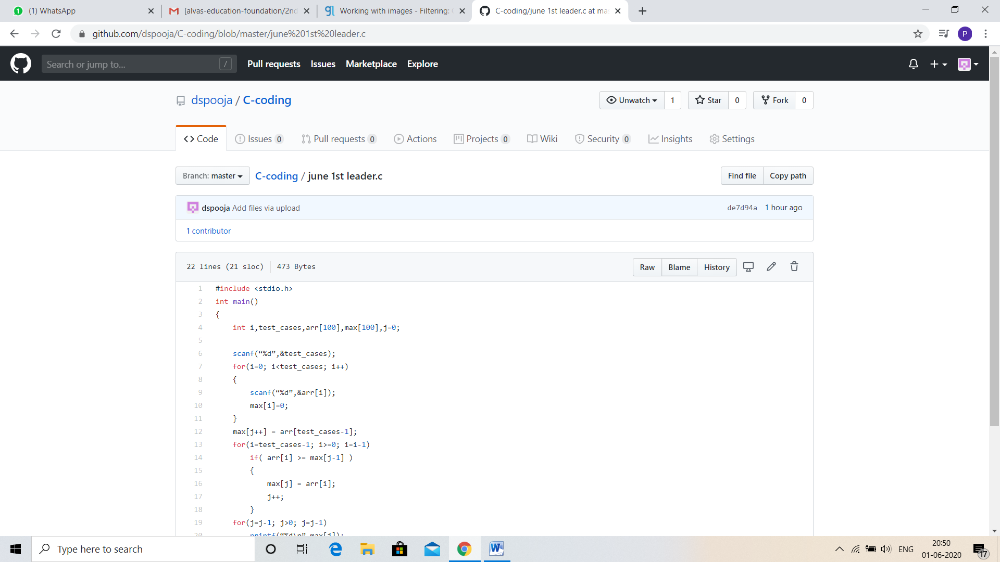 (1) WhatsApp
[alvas-education-foundation/2nd
Working with images - Filtering:
C-coding/june 1st leader.c at mas
github.com/dspooja/C-coding/blob/master/june%201st%20leader.c
P
Search or jump to...
/
Pull requests
Issues
Marketplace
Explore
dspooja / C-coding
Unwatch 1
Star 0
Fork 0
Code
Issues 0
Pull requests 0
Actions
Projects 0
Wiki
Security 0
Insights
Settings
Branch: master
C-coding / june 1st leader.c
Find file
Copy path
dspooja Add files via upload
de7d94a 1 hour ago
1 contributor
22 lines (21 sloc) 473 Bytes
Raw
Blame
History
1 #include <stdio.h>
2 int main()
3 {
4 int i,test_cases,arr[100],max[100],j=0;
5
6 scanf(“%d”,&test_cases);
7 for(i=0; i<test_cases; i++)
8 {
9 scanf(“%d”,&arr[i]);
10 max[i]=0;
11 }
12 max[j++] = arr[test_cases-1];
13 for(i=test_cases-1; i>=0; i=i-1)
14 if( arr[i] >= max[j-1] )
15 {
16 max[j] = arr[i];
17 j++;
18 }
19 for(j=j-1; j>0; j=j-1)
20 printf(“%d\n”,max[j]);
Type here to search
ENG
20:50
01-06-2020
17